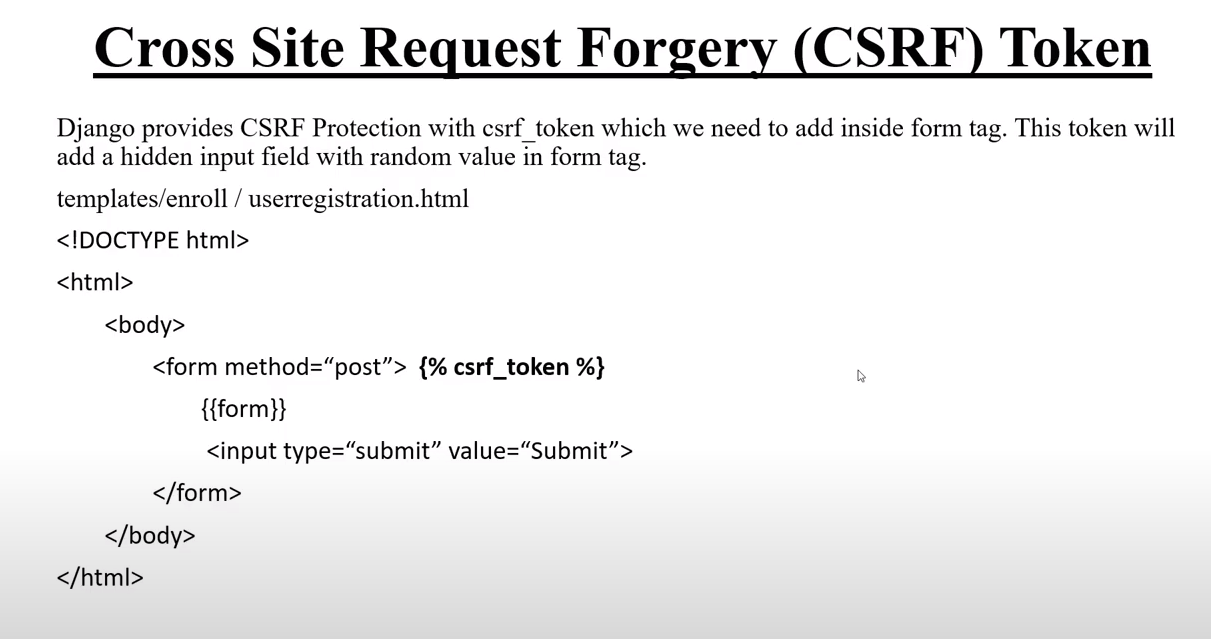 Cross Site Request Forgery (CSRF) Token
Django provides CSRF Protection with csrf_token which we need to add inside form tag. This token will
add a hidden input field with random value in form tag.
templates/enroll / userregistration.html
<!DOCTYPE html>
<html>
<body>
<form method=“post”> {% csrf_token %}
{{form}}
<input type=“submit” value=“Submit”>
</form>
</body>
</html>